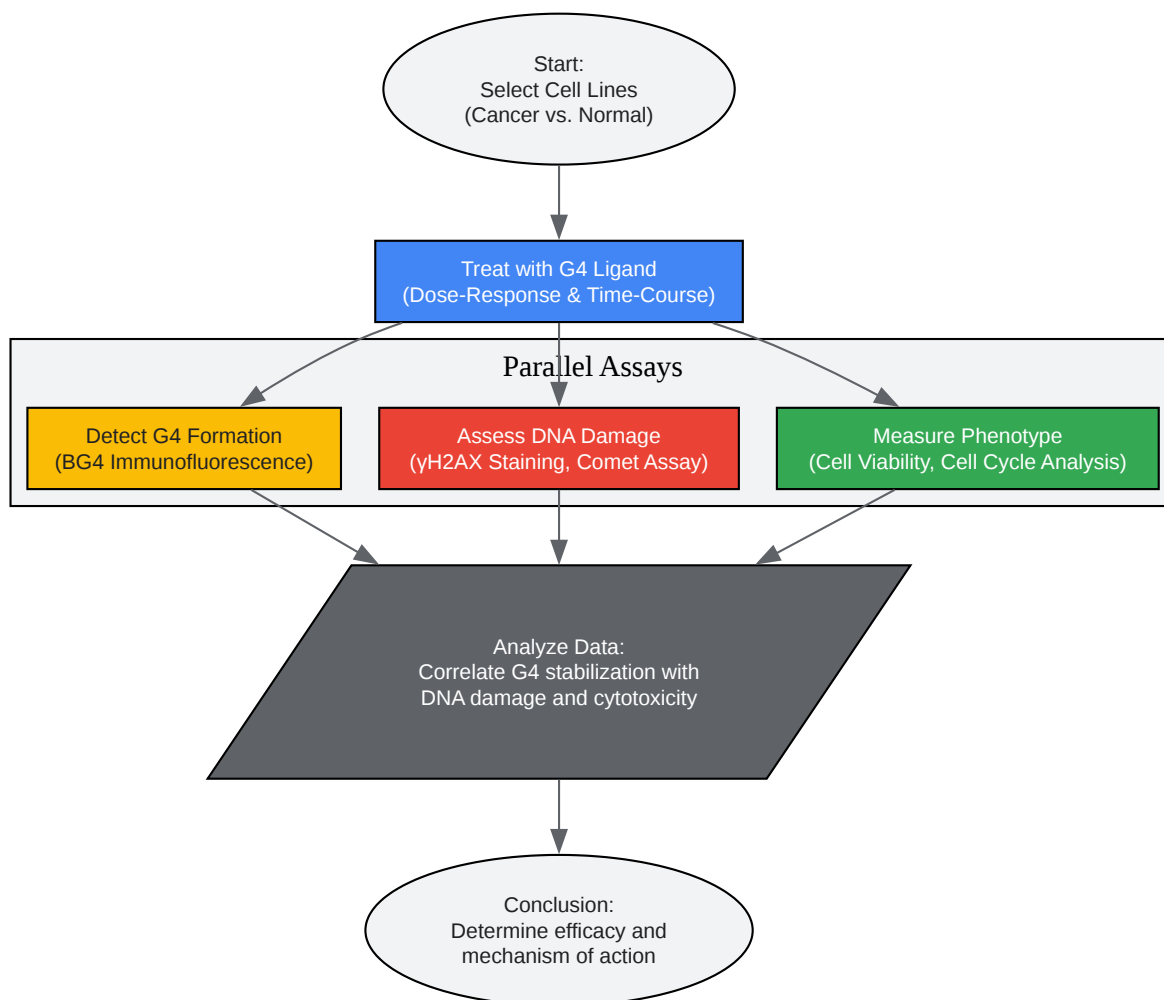 Start:
Select Cell Lines
(Cancer vs. Normal)
Treat with G4 Ligand
(Dose-Response & Time-Course)
Parallel Assays
Detect G4 Formation
(BG4 Immunofluorescence)
Assess DNA Damage
(γH2AX Staining, Comet Assay)
Measure Phenotype
(Cell Viability, Cell Cycle Analysis)
Analyze Data:
Correlate G4 stabilization with
DNA damage and cytotoxicity
Conclusion:
Determine efficacy and
mechanism of action